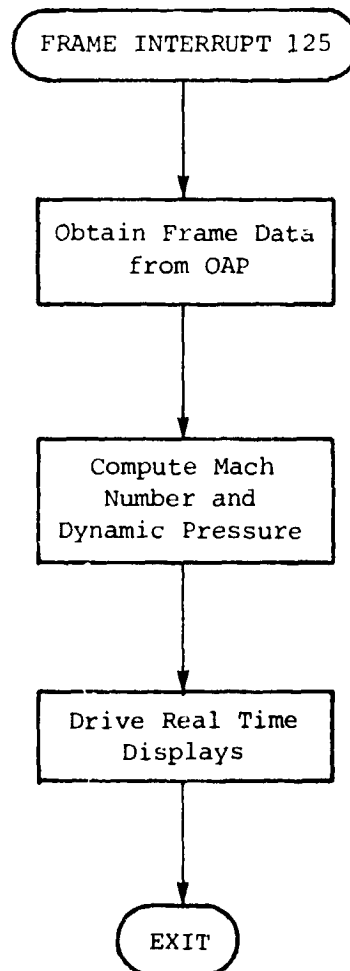 FRAME INTERRUPT 125
Obtain Frame Data
from OAP
Compute Mach
Number and
Dynamic Pressure
Drive Real Time
Displays
EXIT